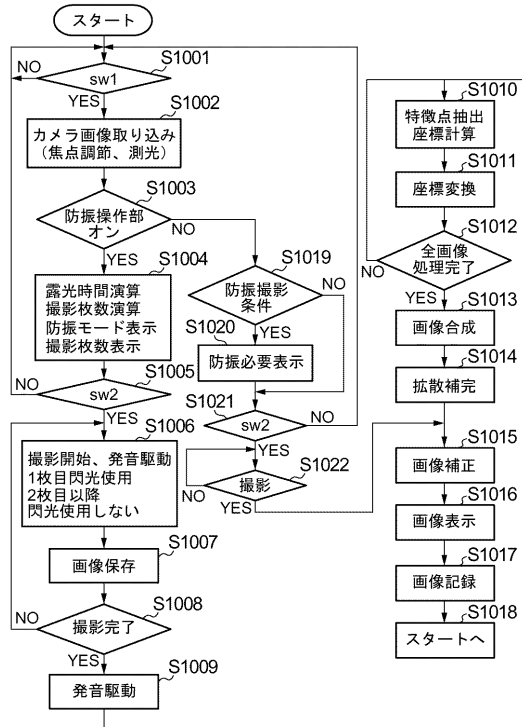 スタート
S1001
sw1
NO
YES
S1002
カメラ画像取り込み
(焦点調節、測光)
S1003
防振操作部
オン
NO
YES
S1004
露光時間演算
撮影枚数演算
防振モード表示
撮影枚数表示
S1005
sw2
NO
YES
S1006
撮影開始、発音駆動
1枚目閃光使用
2枚目以降
閃光使用しない
S1007
画像保存
S1008
撮影完了
NO
YES
S1009
発音駆動
S1019
防振撮影
条件
NO
YES
S1020
防振必要表示
S1021
sw2
NO
YES
S1022
撮影
NO
YES
S1010
特徴点抽出
座標計算
S1011
座標変換
S1012
全画像
処理完了
NO
YES
S1013
画像合成
S1014
拡散補完
S1015
画像補正
S1016
画像表示
S1017
画像記録
S1018
スタートへ